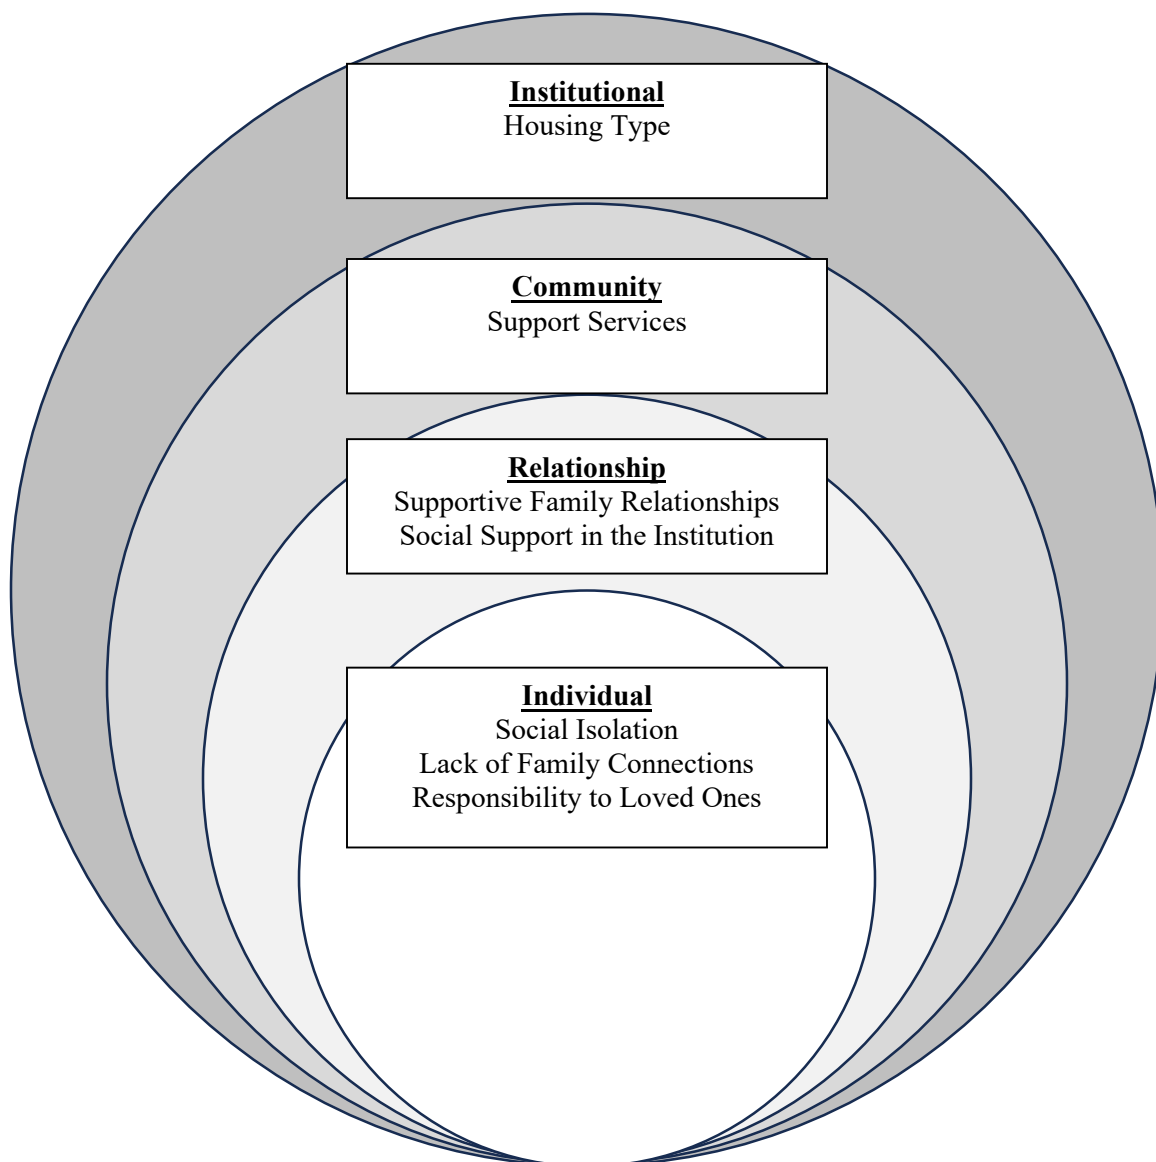 Institutional
Housing Type
Community
Support Services
Relationship
Supportive Family Relationships
Social Support in the Institution
Individual
Social Isolation
Lack of Family Connections
Responsibility to Loved Ones